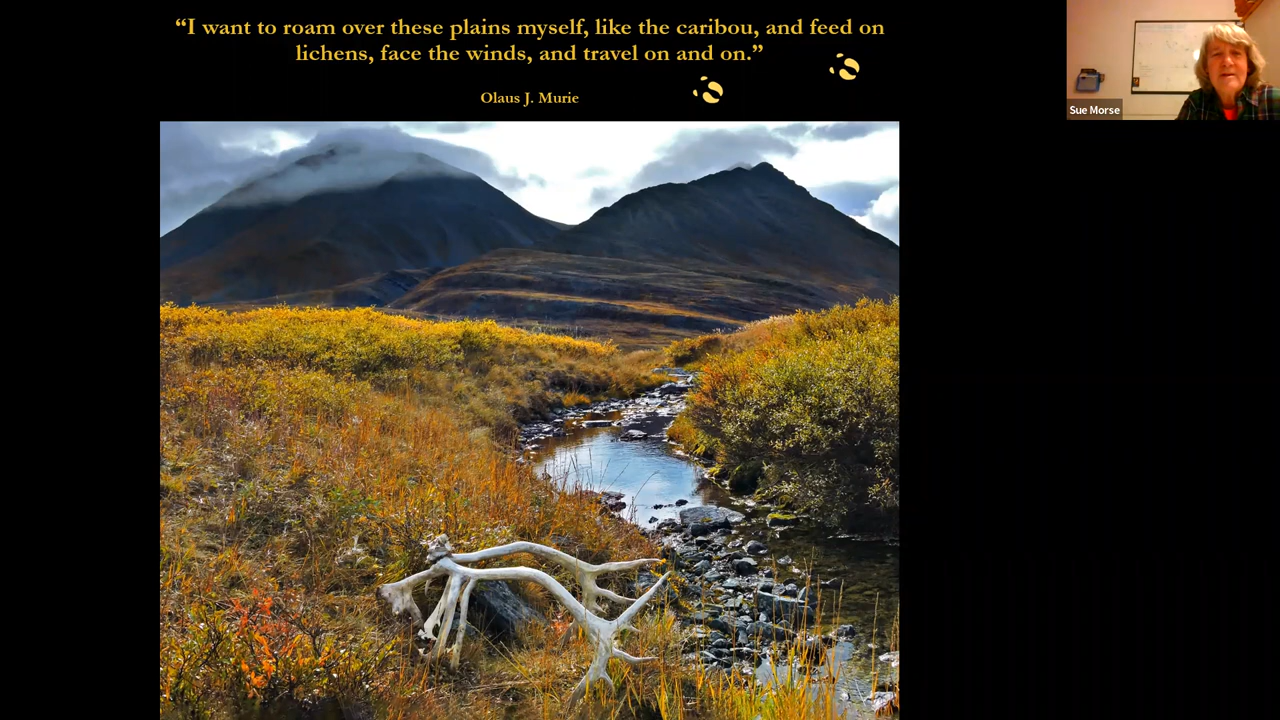 “I want to roam over these plains myself, like the caribou, and feed on
lichens, face the winds, and travel on and on.”
Olaus J. Murie
Sue Morse